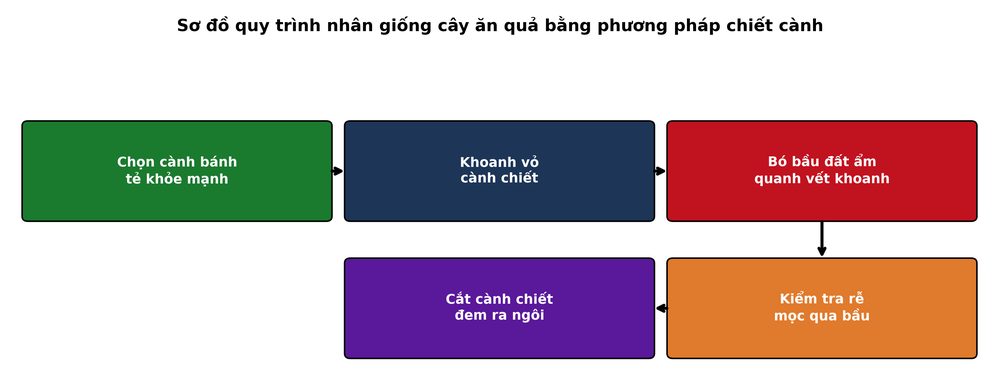 Sơ đồ quy trình nhân giống cây ăn quả bằng phương pháp chiết cành
Chọn cành bánh
tẻ khỏe mạnh
Khoanh vỏ
cành chiết
Bó bầu đất ẩm
quanh vết khoanh
Kiểm tra rễ
mọc qua bầu
Cắt cành chiết
đem ra ngôi